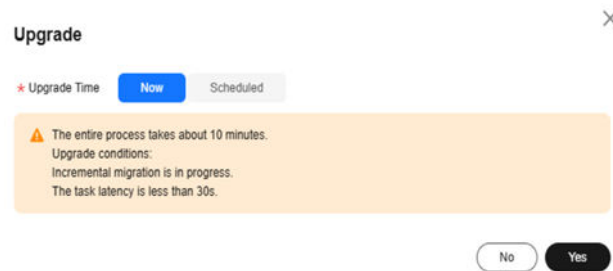 Upgrade
* Upgrade Time Now Scheduled
The entire process takes about 10 minutes.
Upgrade conditions:
Incremental migration is in progress.
The task latency is less than 30s.
No Yes